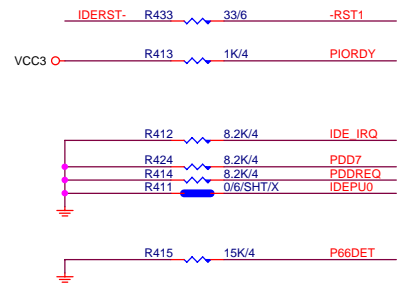 IDERST- R433 33/6 -RST1
R413 1K/4 PIORDY
VCC3
R412 8.2K/4 IDE_IRQ
R424 8.2K/4 PDD7
R414 8.2K/4 PDDREQ
R411 0/6/SHT/X IDEPU0
R415 15K/4 P66DET